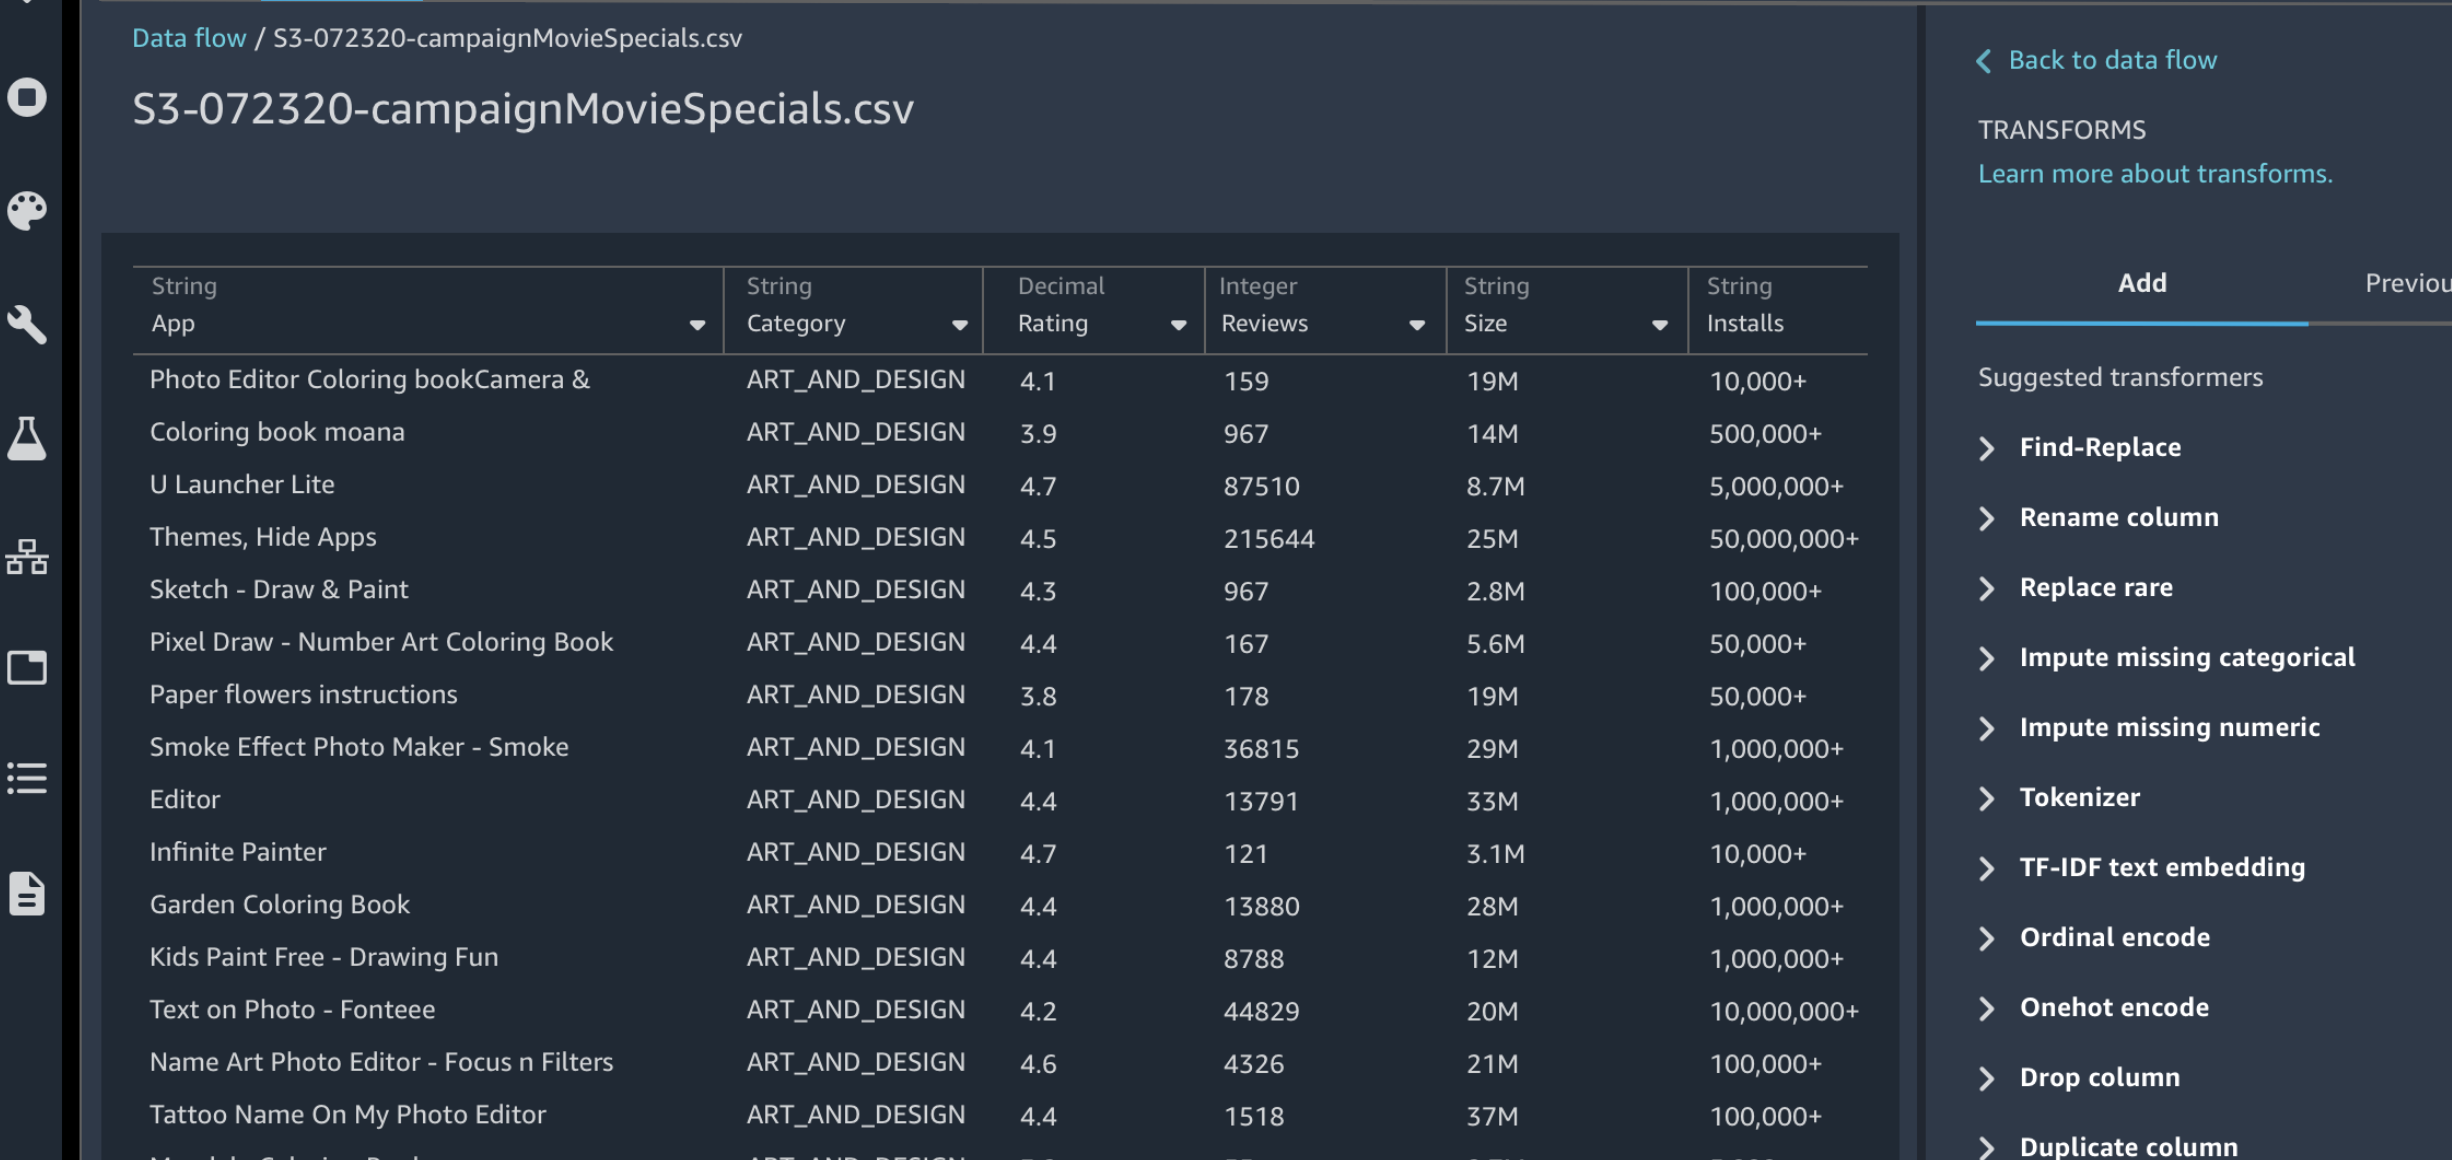 Data flow / S3-072320-campaignMovieSpecials.csv
S3-072320-campaignMovieSpecials.csv
String String Decimal Integer String String
App Category Rating Reviews Size Installs
Photo Editor Coloring bookCamera & ART_AND_DESIGN 4.1 159 19M 10,000+
Coloring book moana ART_AND_DESIGN 3.9 967 14M 500,000+
U Launcher Lite ART_AND_DESIGN 4.7 87510 8.7M 5,000,000+
Themes, Hide Apps ART_AND_DESIGN 4.5 215644 25M 50,000,000+
Sketch - Draw & Paint ART_AND_DESIGN 4.3 967 2.8M 100,000+
Pixel Draw - Number Art Coloring Book ART_AND_DESIGN 4.4 167 5.6M 50,000+
Paper flowers instructions ART_AND_DESIGN 3.8 178 19M 50,000+
Smoke Effect Photo Maker - Smoke ART_AND_DESIGN 4.1 36815 29M 1,000,000+
Editor ART_AND_DESIGN 4.4 13791 33M 1,000,000+
Infinite Painter ART_AND_DESIGN 4.7 121 3.1M 10,000+
Garden Coloring Book ART_AND_DESIGN 4.4 13880 28M 1,000,000+
Kids Paint Free - Drawing Fun ART_AND_DESIGN 4.4 8788 12M 1,000,000+
Text on Photo - Fonteee ART_AND_DESIGN 4.2 44829 20M 10,000,000+
Name Art Photo Editor - Focus n Filters ART_AND_DESIGN 4.6 4326 21M 100,000+
Tattoo Name On My Photo Editor ART_AND_DESIGN 4.4 1518 37M 100,000+
Back to data flow
TRANSFORMS
Learn more about transforms.
Add Previou
Suggested transformers
Find-Replace
Rename column
Replace rare
Impute missing categorical
Impute missing numeric
Tokenizer
TF-IDF text embedding
Ordinal encode
Onehot encode
Drop column
Duplicate column